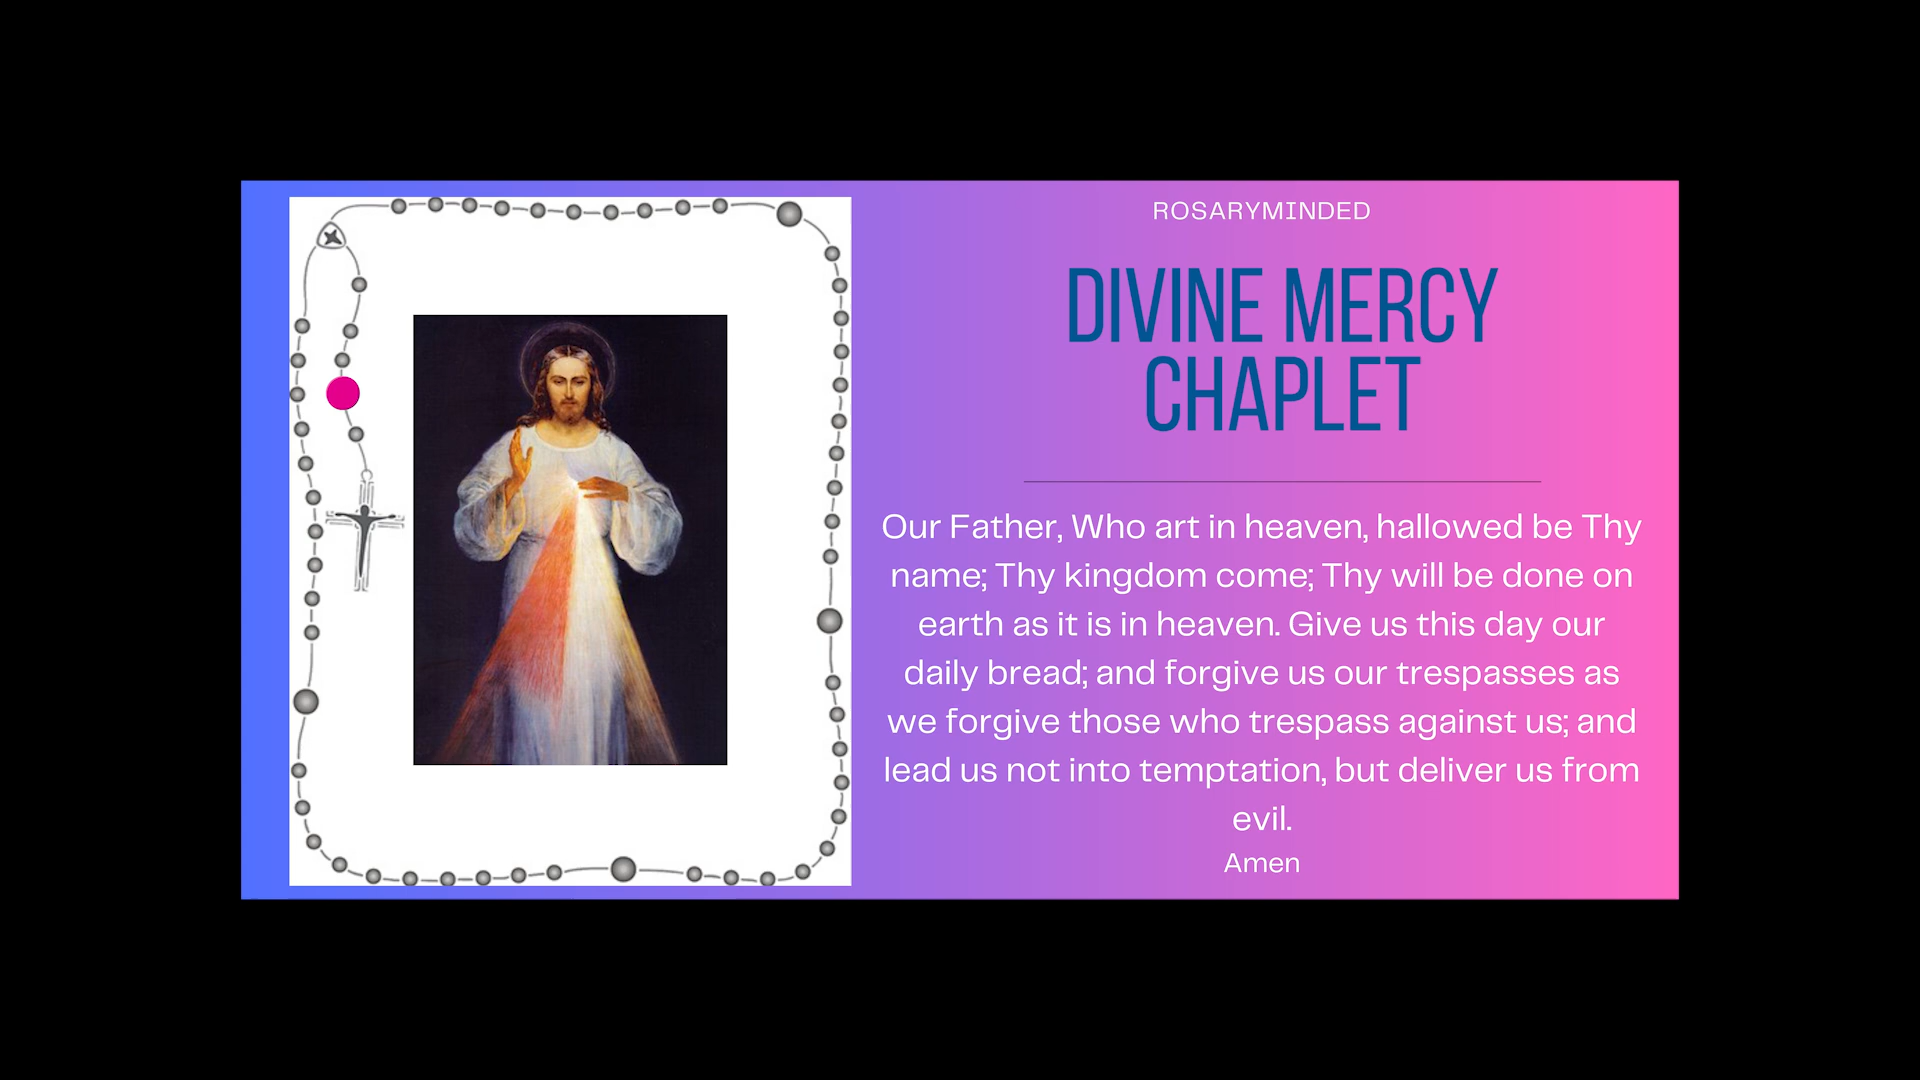 ROSARYMINDED
DIVINE MERCY
CHAPLET
Our Father, Who art in heaven, hallowed be Thy
name; Thy kingdom come; Thy will be done on
earth as it is in heaven. Give us this day our
daily bread; and forgive us our trespasses as
we forgive those who trespass against us; and
lead us not into temptation, but deliver us from
evil.
Amen